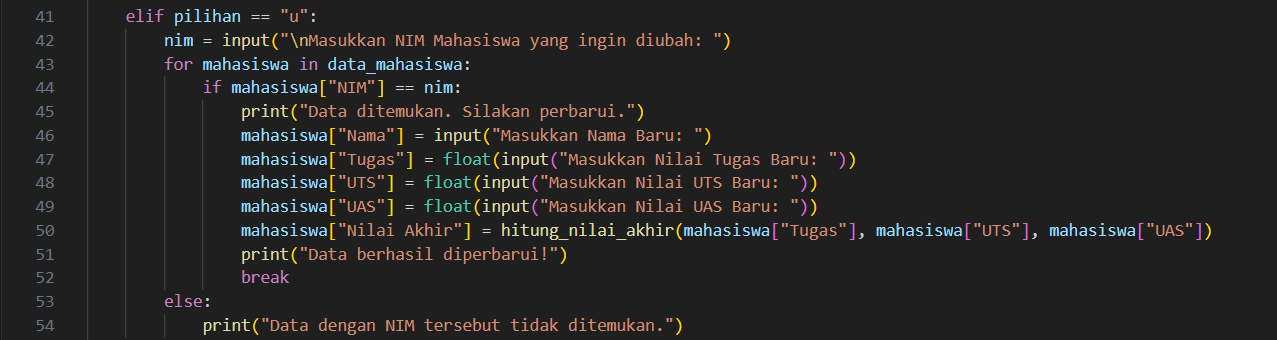 41 elif pilihan == "u":
42 nim = input("\nMasukkan NIM Mahasiswa yang ingin diubah: ")
43 for mahasiswa in data_mahasiswa:
44 if mahasiswa["NIM"] == nim:
45 print("Data ditemukan. Silakan perbarui.")
46 mahasiswa["Nama"] = input("Masukkan Nama Baru: ")
47 mahasiswa["Tugas"] = float(input("Masukkan Nilai Tugas Baru: "))
48 mahasiswa["UTS"] = float(input("Masukkan Nilai UTS Baru: "))
49 mahasiswa["UAS"] = float(input("Masukkan Nilai UAS Baru: "))
50 mahasiswa["Nilai Akhir"] = hitung_nilai_akhir(mahasiswa["Tugas"], mahasiswa["UTS"], mahasiswa["UAS"])
51 print("Data berhasil diperbarui!")
52 break
53 else:
54 print("Data dengan NIM tersebut tidak ditemukan.")